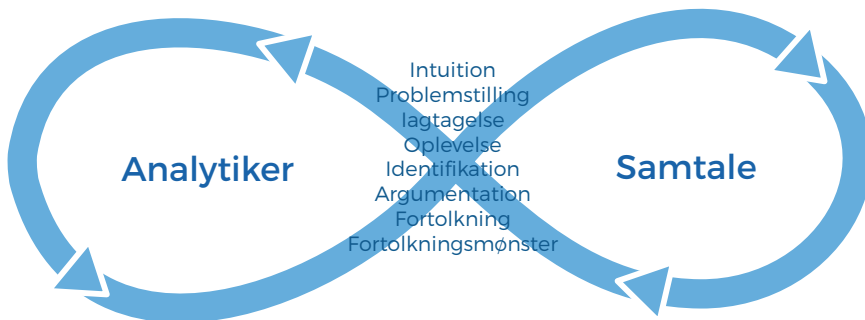 Intuition
Problemstilling
Iagtagelse
Oplevelse
Identifikation
Argumentation
Fortolkning
Fortolkningsmønster
Analytiker
Samtale